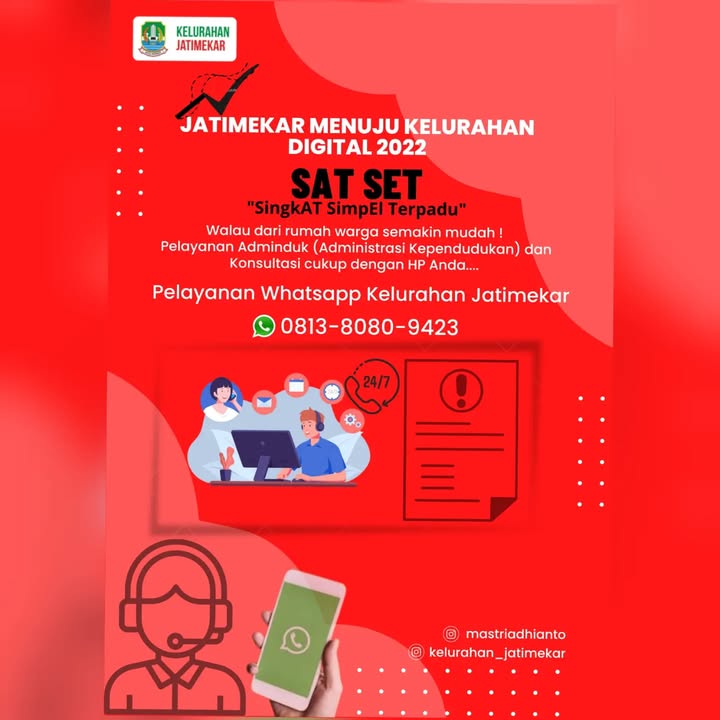 KELURAHAN
JATIMEKAR
JATIMEKAR MENUJU KELURAHAN
DIGITAL 2022
SAT SET
"SingkAT SimpEl Terpadu"
Walau dari rumah warga semakin mudah !
Pelayanan Adminduk (Administrasi Kependudukan) dan
Konsultasi cukup dengan HP Anda....
Pelayanan Whatsapp Kelurahan Jatimekar
0813-8080-9423
24/7
mastriadhianto
kelurahan_jatimekar